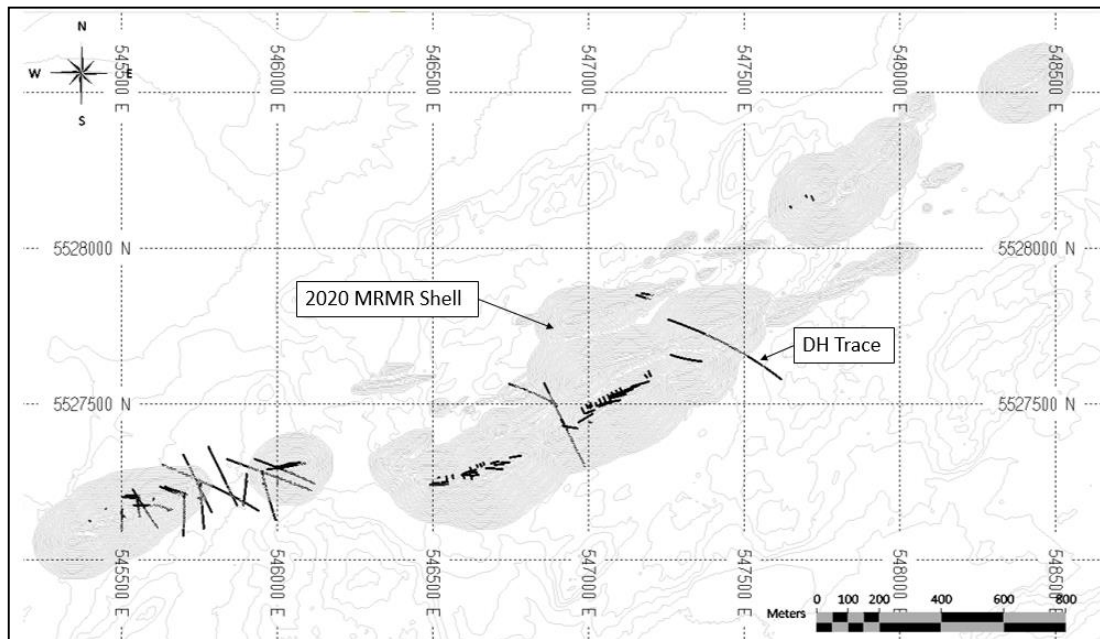 N
W E
S
545500 E
546000 E
546500 E
547000 E
547500 E
548000 E
548500 E
5528000 N 5528000 N
2020 MRMR Shell
DH Trace
5527500 N 5527500 N
545500 E
546000 E
546500 E
547000 E
547500 E
548000 E
548500 E
Meters 0 100 200 400 600 800